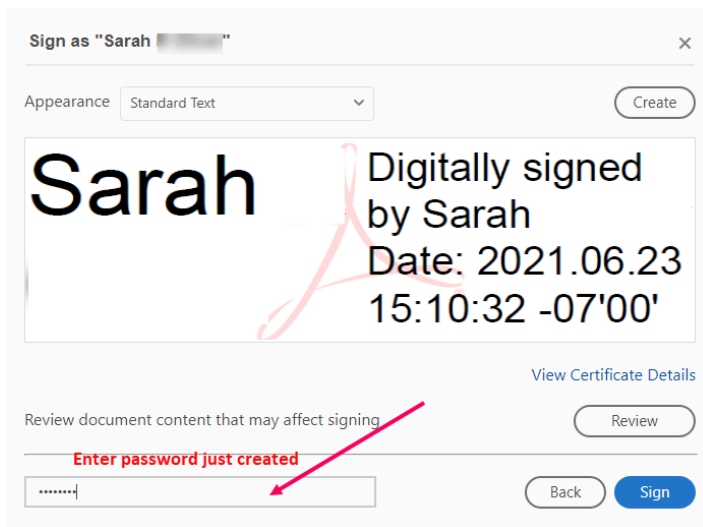 Sign as "Sarah "
Appearance Standard Text Create
Sarah
Digitally signed
by Sarah
Date: 2021.06.23
15:10:32 -07'00'
View Certificate Details
Review document content that may affect signing Review
Enter password just created
Back Sign